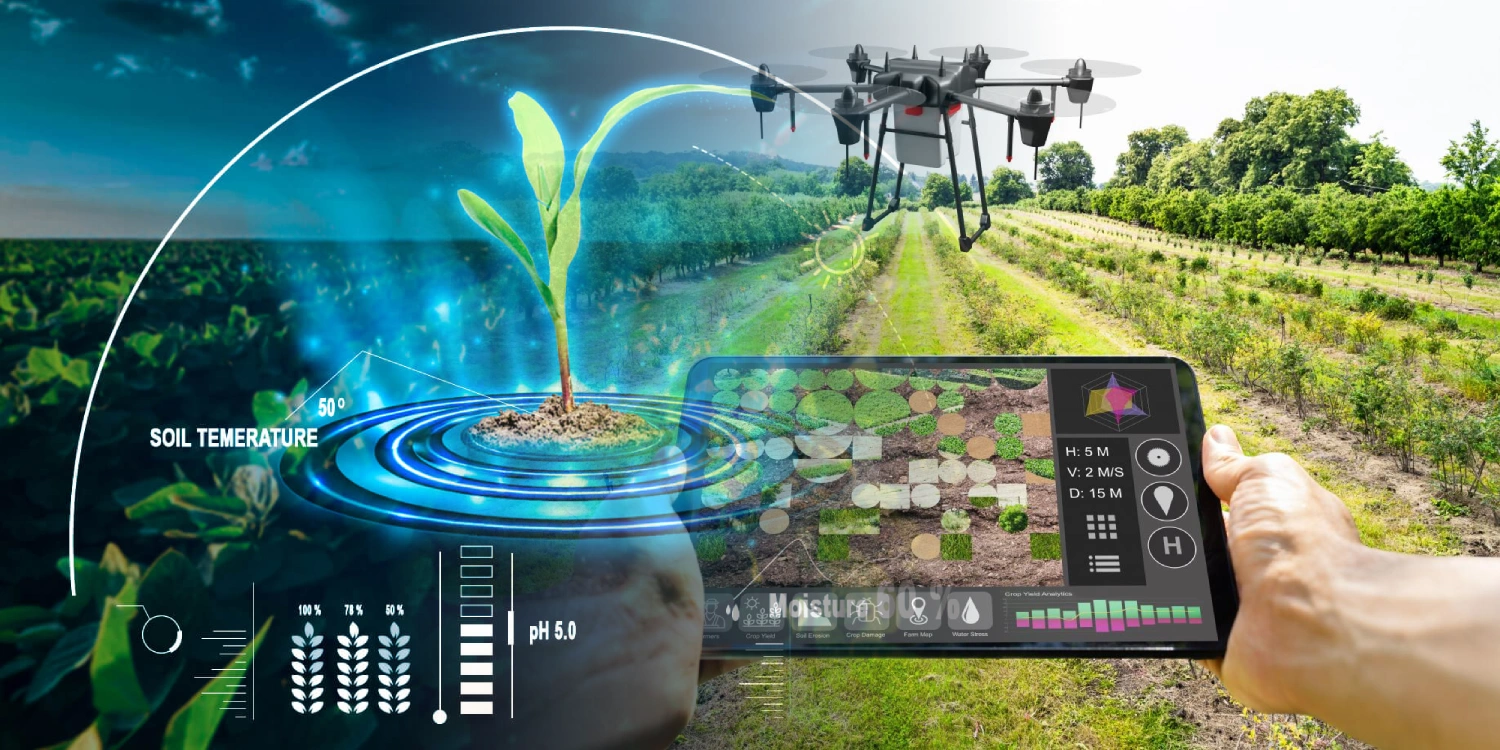 50°
SOIL TEMERATURE
100 %
78 %
50 %
pH 5.0
H: 5 M
V: 2 M/S
D: 15 M
H
Crop Yield Analytics
Moisture
Crop Yield
Soil Erosion
Crop Damage
Farm Map
Water Stress